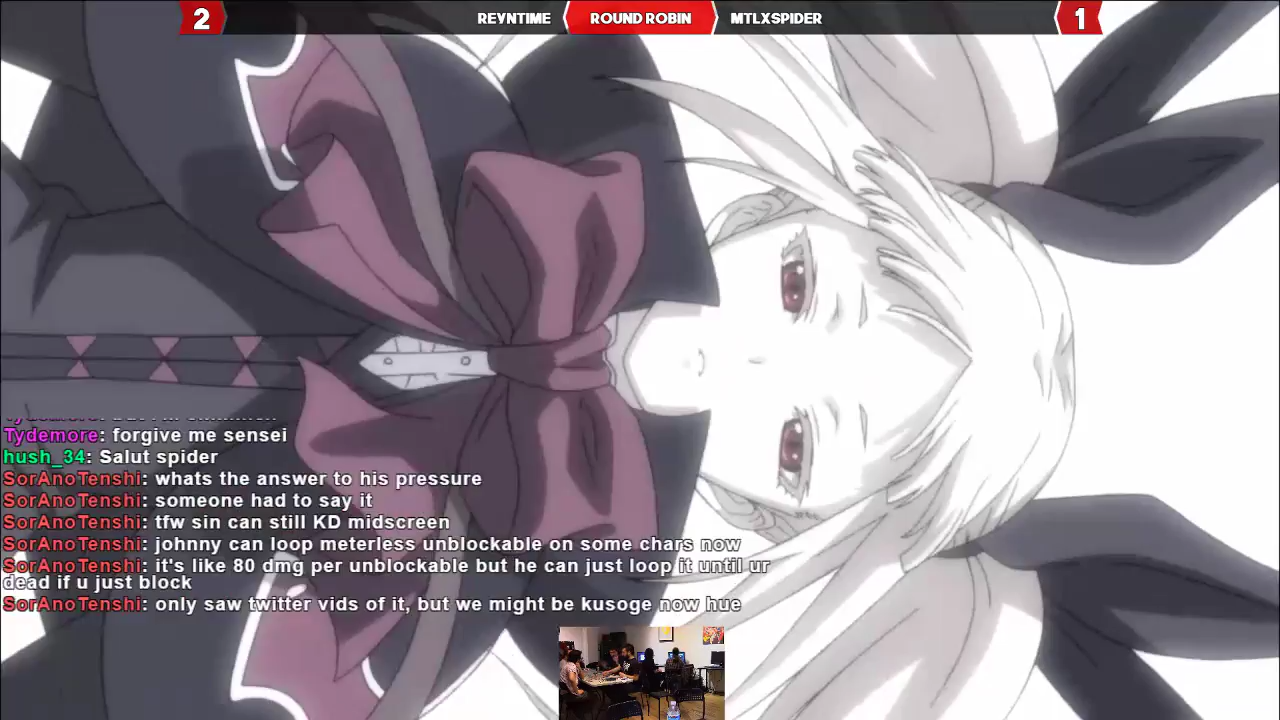 2 REYNTIME ROUND ROBIN MTLXSPIDER 1
Tydemore: forgive me sensei
hush_34: Salut spider
SorAnoTenshi: whats the answer to his pressure
SorAnoTenshi: someone had to say it
SorAnoTenshi: tfw sin can still KD midscreen
SorAnoTenshi: johnny can loop meterless unblockable on some chars now
SorAnoTenshi: it's like 80 dmg per unblockable but he can just loop it until ur
dead if u just block
SorAnoTenshi: only saw twitter vids of it, but we might be kusoge now hue